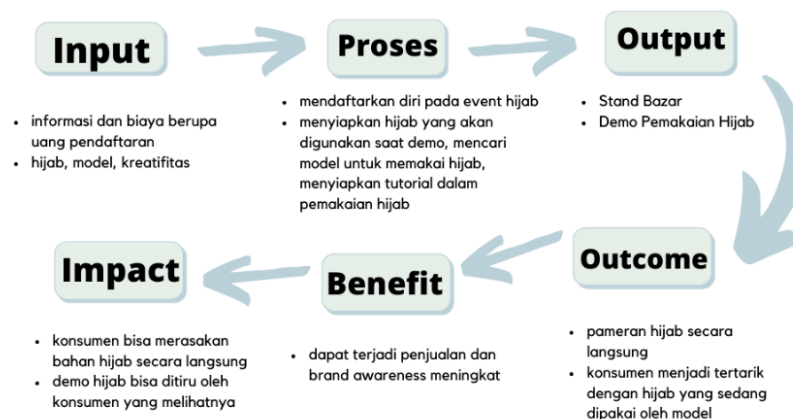 Input
Proses
Output
• informasi dan biaya berupa
uang pendaftaran
• hijab, model, kreatifitas
• mendaftarkan diri pada event hijab
• menyiapkan hijab yang akan
digunakan saat demo, mencari
model untuk memakai hijab,
menyiapkan tutorial dalam
pemakaian hijab
• Stand Bazar
• Demo Pemakaian Hijab
Outcome
• pameran hijab secara
langsung
• konsumen menjadi tertarik
dengan hijab yang sedang
dipakai oleh model
Benefit
• dapat terjadi penjualan dan
brand awareness meningkat
Impact
• konsumen bisa merasakan
bahan hijab secara langsung
• demo hijab bisa ditiru oleh
konsumen yang melihatnya